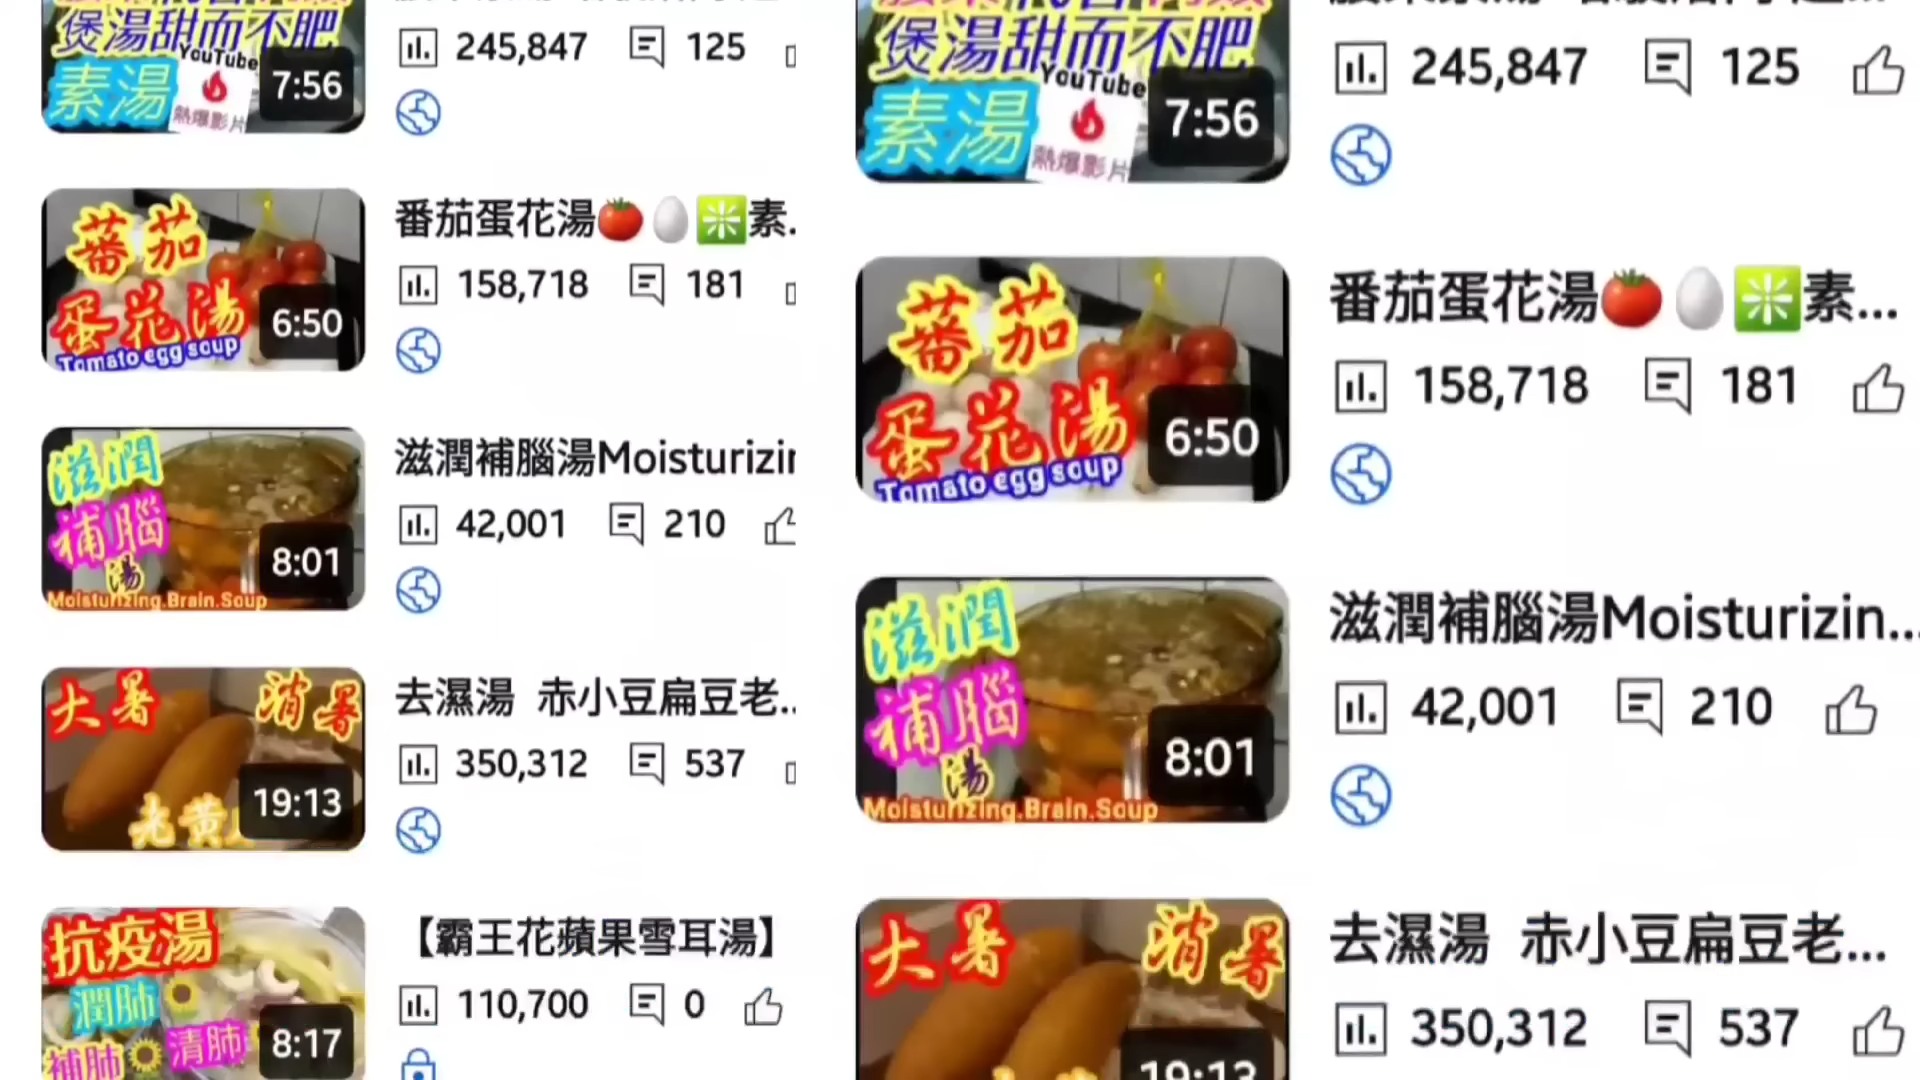 煲湯甜而不肥
YouTube
素湯
熱爆影片
7:56
245,847
125
蕃茄
蛋花湯
Tomato egg soup
6:50
番茄蛋花湯🍅🥚❇️素.
158,718
181
滋潤
補腦
湯
Moisturizing.Brain.Soup
8:01
滋潤補腦湯Moisturizin
42,001
210
大暑
消暑
老黃
19:13
去濕湯 赤小豆扁豆老..
350,312
537
抗疫湯
潤肺
補肺🌻清肺
8:17
【霸王花蘋果雪耳湯】
110,700
0
煲湯甜而不肥
YouTube
素湯
熱爆影片
7:56
245,847
125
蕃茄
蛋花湯
Tomato egg soup
6:50
番茄蛋花湯🍅🥚❇️素...
158,718
181
滋潤
補腦
湯
Moisturizing.Brain.Soup
8:01
滋潤補腦湯Moisturizin...
42,001
210
大暑
消暑
19:13
去濕湯 赤小豆扁豆老...
350,312
537